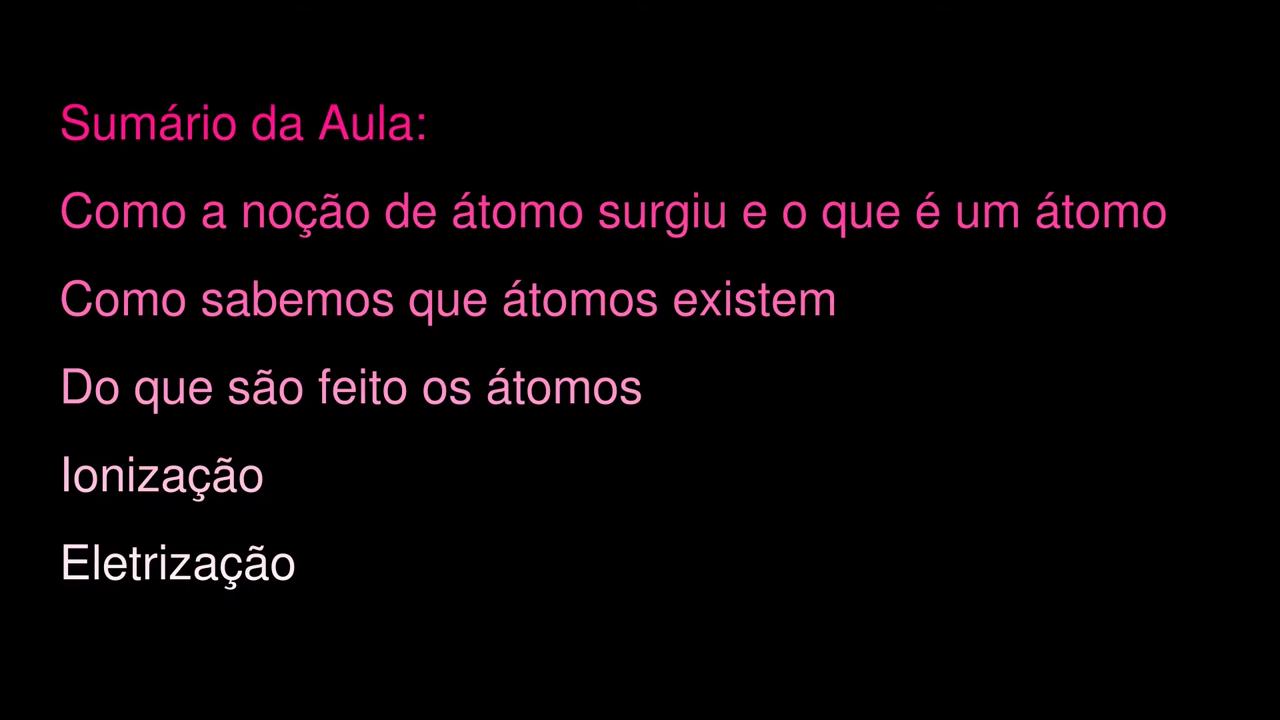 Sumário da Aula:
Como a noção de átomo surgiu e o que é um átomo
Como sabemos que átomos existem
Do que são feito os átomos
Ionização
Eletrização